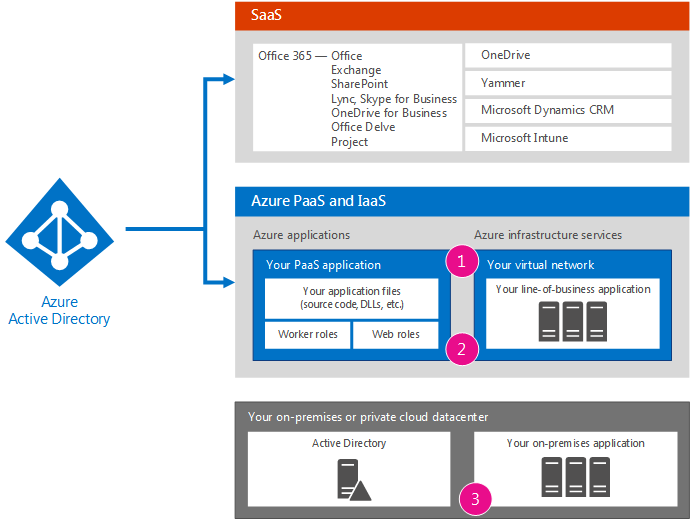 SaaS
Office 365 — Office
Exchange
SharePoint
Lync, Skype for Business
OneDrive for Business
Office Delve
Project
OneDrive
Yammer
Microsoft Dynamics CRM
Microsoft Intune
Azure
Active Directory
Azure PaaS and IaaS
Azure applications
Azure infrastructure services
1
Your PaaS application
Your application files
(source code, DLLs, etc.)
Worker roles
Web roles
Your virtual network
Your line-of-business application
2
Your on-premises or private cloud datacenter
Active Directory
Your on-premises application
3